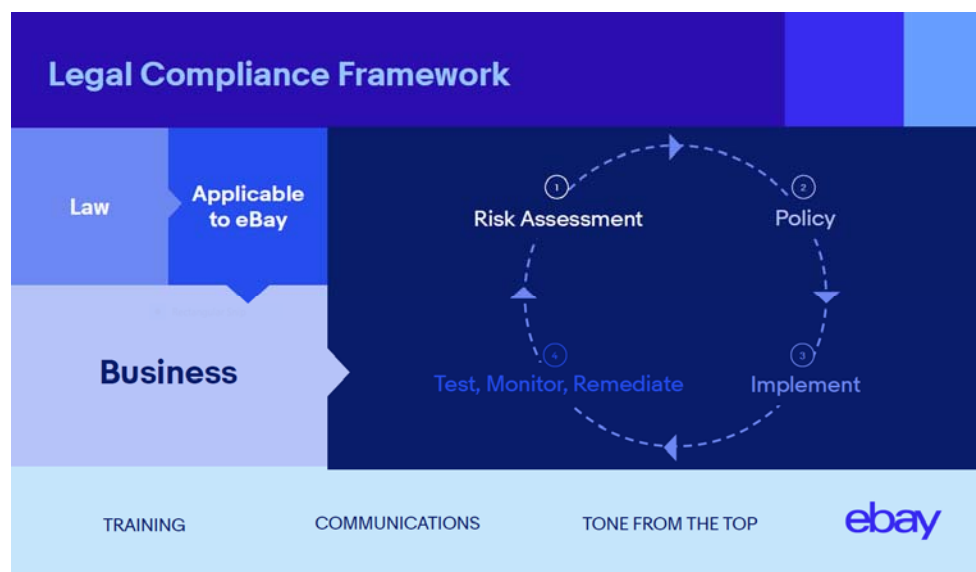 Legal Compliance Framework
Law
Applicable
to eBay
Business
1
Risk Assessment
2
Policy
3
Implement
4
Test, Monitor, Remediate
TRAINING
COMMUNICATIONS
TONE FROM THE TOP
ebay